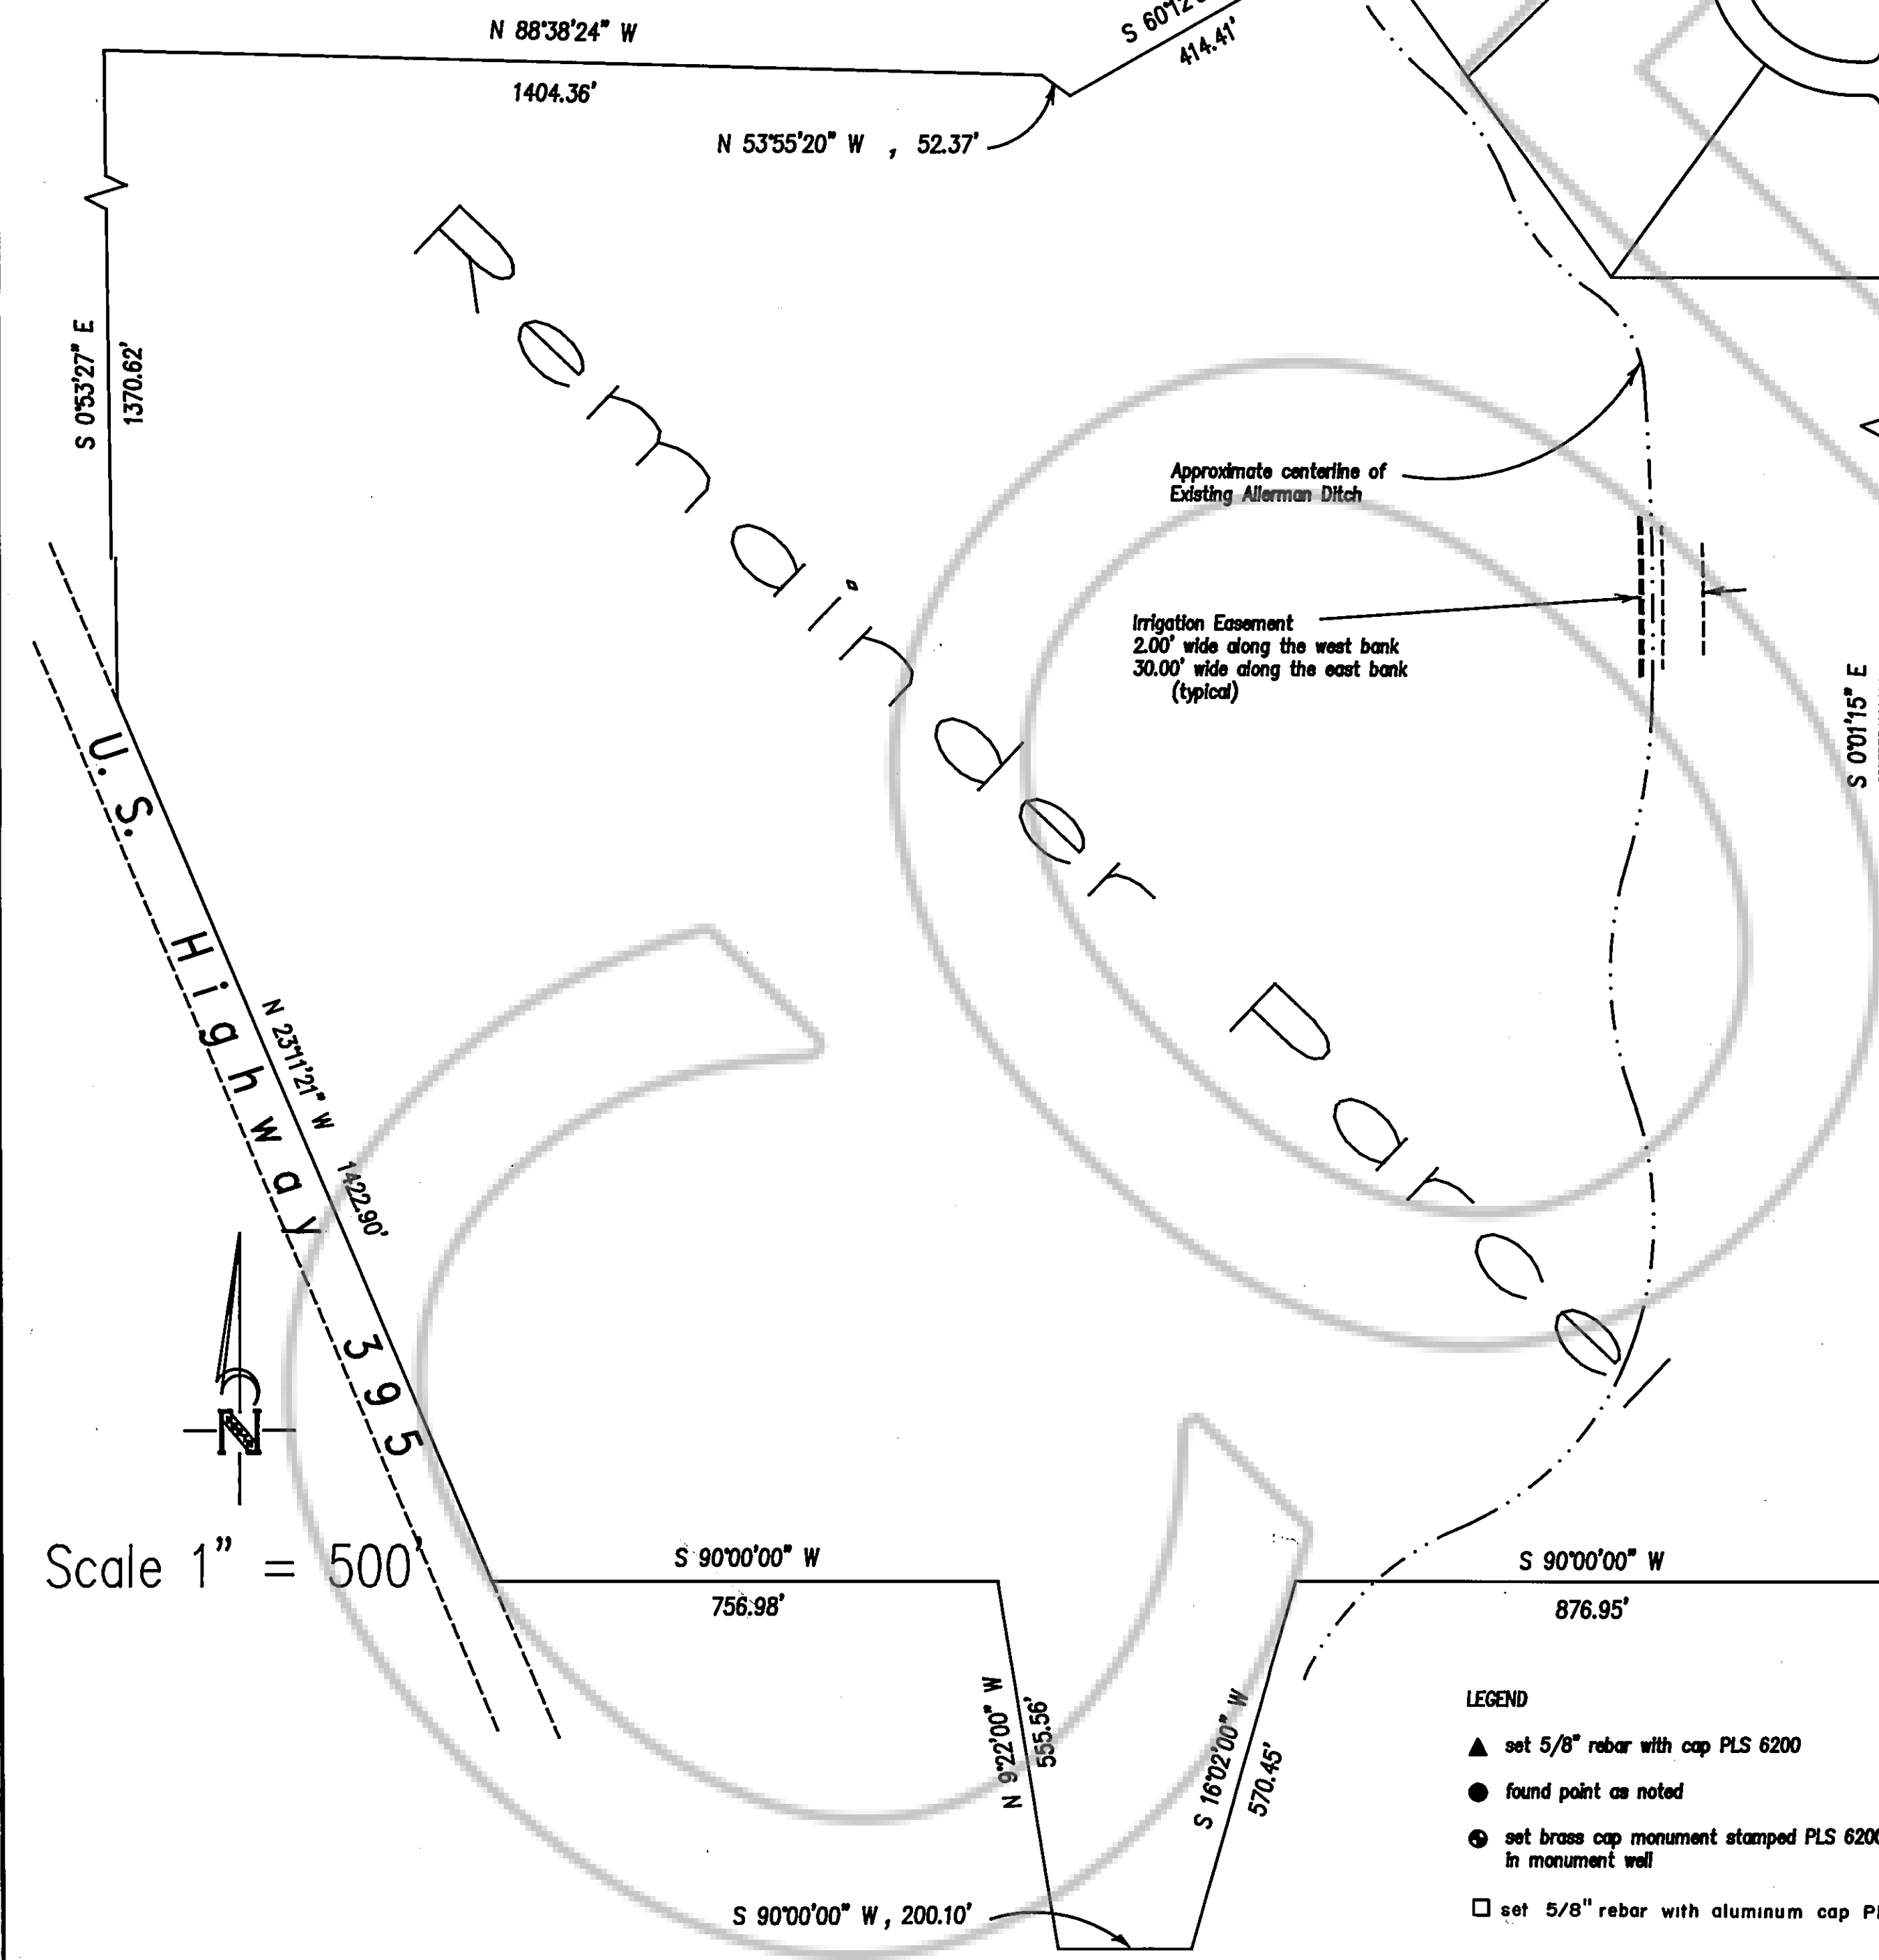 N 88°38'24" W
1404.36'
S 60°12'
414.41'
N 53°55'20" W , 52.37'
S 0°53'27" E
1370.62'
Remainder Parce
Approximate centerline of
Existing Allerman Ditch
Irrigation Easement
2.00' wide along the west bank
30.00' wide along the east bank
(typical)
S 0°01'15" E
U.S. Highway 395
N 23°11'21" W
1422.90'
N
Scale 1" = 500'
S 90°00'00" W
756.98'
S 90°00'00" W
876.95'
N 9°22'00" W
555.56'
S 16°02'00" W
570.45'
S 90°00'00" W , 200.10'
LEGEND
set 5/8" rebar with cap PLS 6200
found point as noted
set brass cap monument stamped PLS 6200
in monument well
set 5/8" rebar with aluminum cap